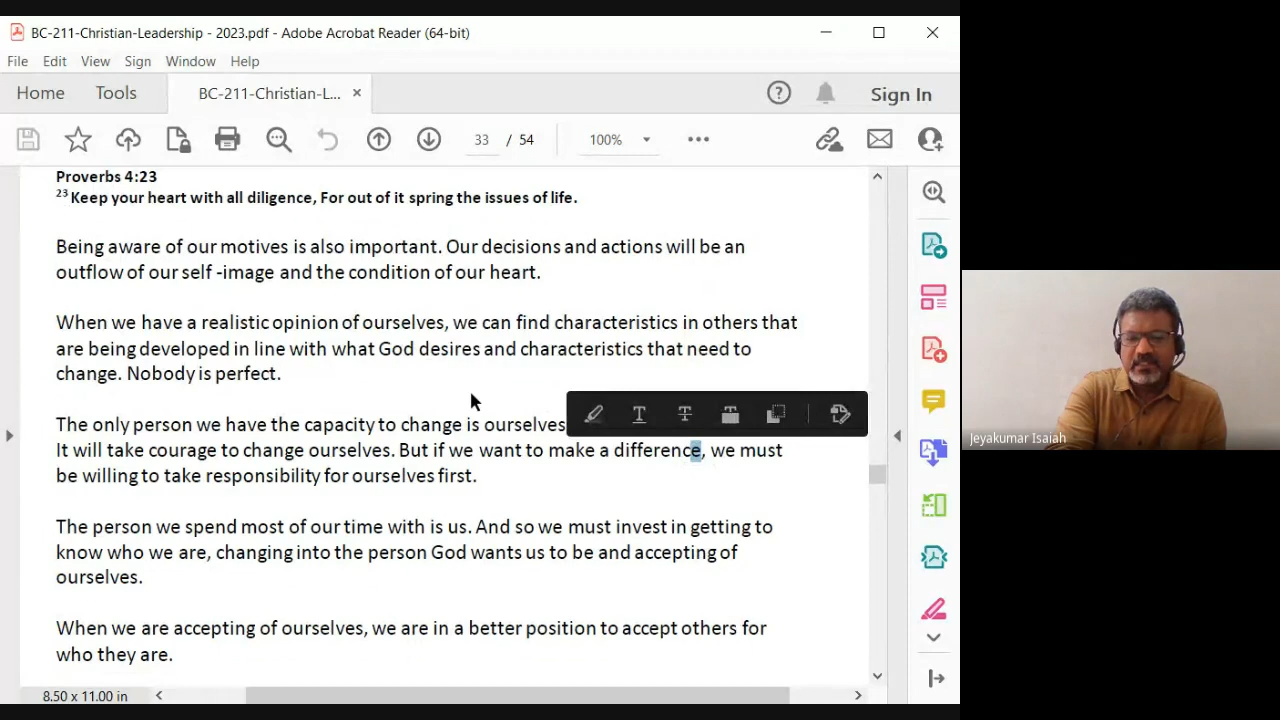 BC-211-Christian-Leadership - 2023.pdf - Adobe Acrobat Reader (64-bit)
File Edit View Sign Window Help
Home Tools BC-211-Christian-L... × Sign In
33 / 54 100%
Proverbs 4:23
23 Keep your heart with all diligence, For out of it spring the issues of life.
Being aware of our motives is also important. Our decisions and actions will be an
outflow of our self -image and the condition of our heart.
When we have a realistic opinion of ourselves, we can find characteristics in others that
are being developed in line with what God desires and characteristics that need to
change. Nobody is perfect.
The only person we have the capacity to change is ourselves
It will take courage to change ourselves. But if we want to make a difference, we must
be willing to take responsibility for ourselves first.
The person we spend most of our time with is us. And so we must invest in getting to
know who we are, changing into the person God wants us to be and accepting of
ourselves.
When we are accepting of ourselves, we are in a better position to accept others for
who they are.
8.50 x 11.00 in
Jeyakumar Isaiah